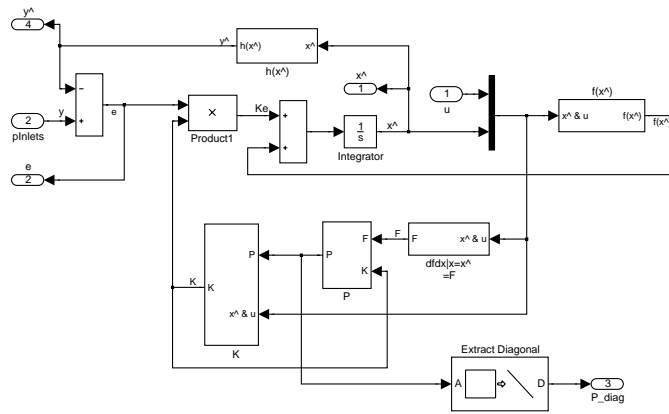 y^
4
y^
h(x^)
x^
h(x^)
x^
1
1
u
f(x^)
x^ & u
f(x^)
f(x^
−
+
y
e
2
pInlets
×
Product1
Ke
+
+
1
s
Integrator
x^
e
2
F
K
P
P
F
F
x^ & u
dfdx|x=x^
=F
P
K
K
x^ & u
K
Extract Diagonal
A
D
3
P_diag